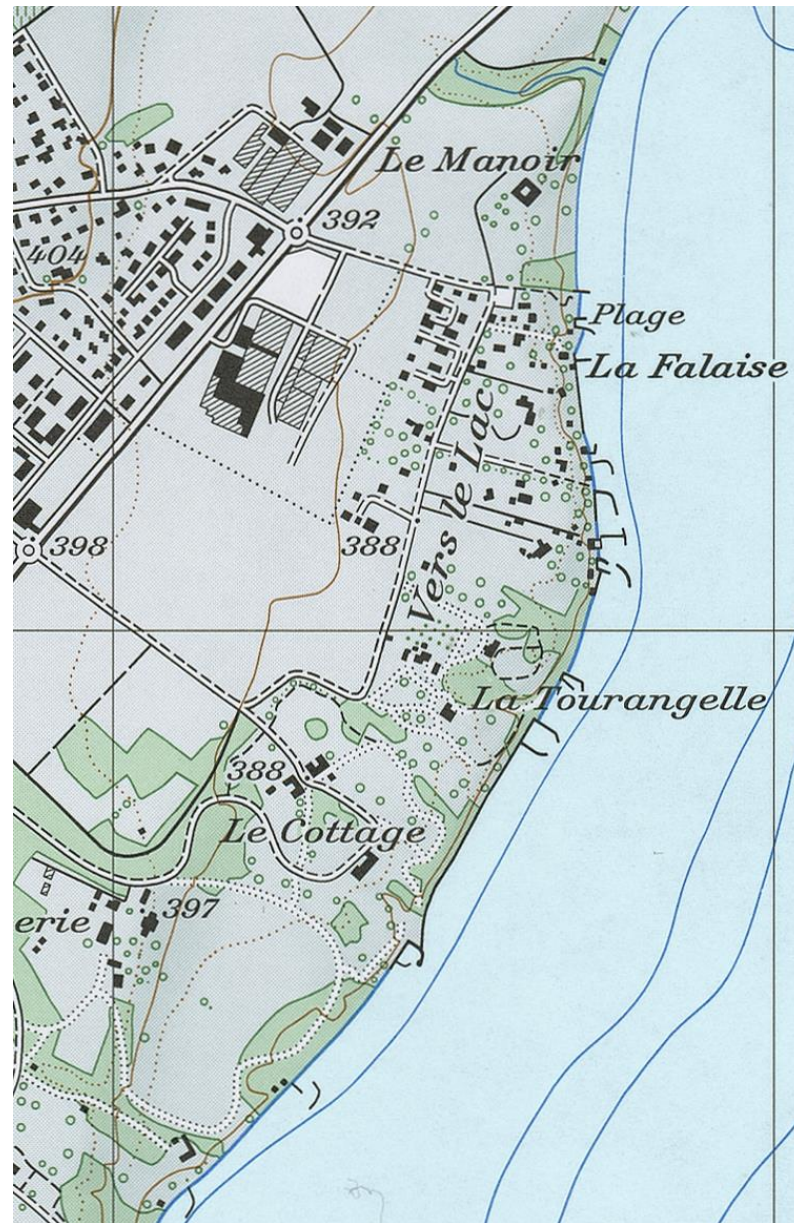 Le Manoir
392
404
Plage
La Falaise
Vers le Lac
398
388
La Tourangelle
388
Le Cottage
397
erie